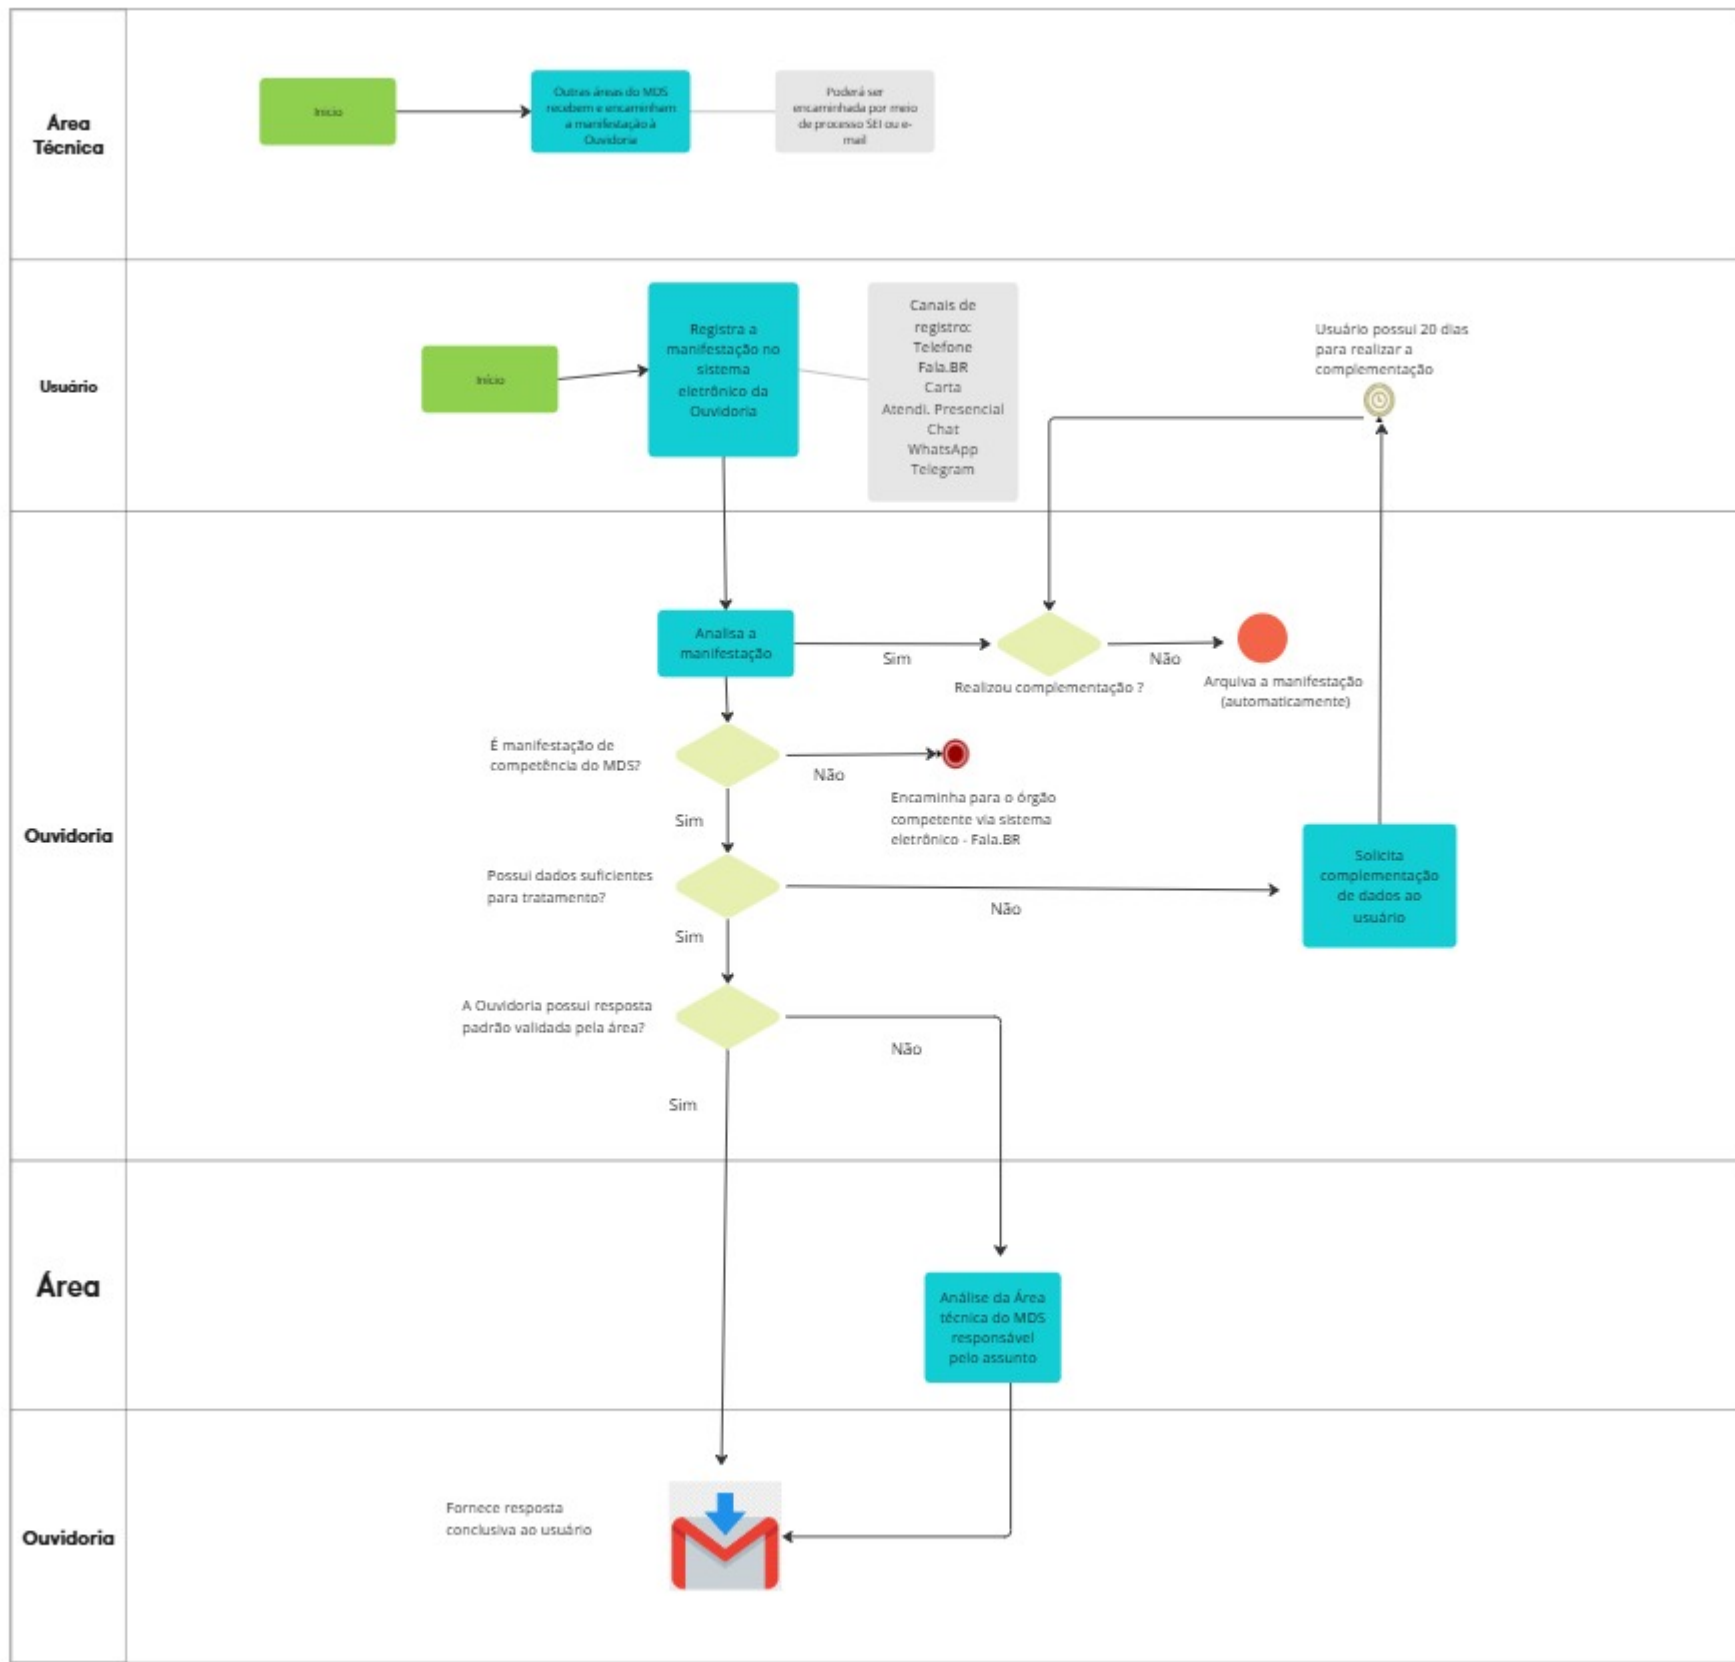 Área
Técnica
Início
Outras áreas do MDS
recebem e encaminham
a manifestação à
Ouvidoria
Poderá ser
encaminhada por meio
de processo SEI ou e-
mail
Usuário
Início
Registra a
manifestação no
sistema
eletrônico da
Ouvidoria
Canais de
registro:
Telefone
Fala.BR
Carta
Atendi. Presencial
Chat
WhatsApp
Telegram
Usuário possui 20 dias
para realizar a
complementação
Ouvidoria
Analisa a
manifestação
Sim
Realizou complementação ?
Não
Arquiva a manifestação
(automaticamente)
É manifestação de
competência do MDS?
Não
Encaminha para o órgão
competente via sistema
eletrônico - Fala.BR
Sim
Possui dados suficientes
para tratamento?
Não
Solicita
complementação
de dados ao
usuário
Sim
A Ouvidoria possui resposta
padrão validada pela área?
Não
Sim
Área
Análise da Área
técnica do MDS
responsável
pelo assunto
Ouvidoria
Fornece resposta
conclusiva ao usuário